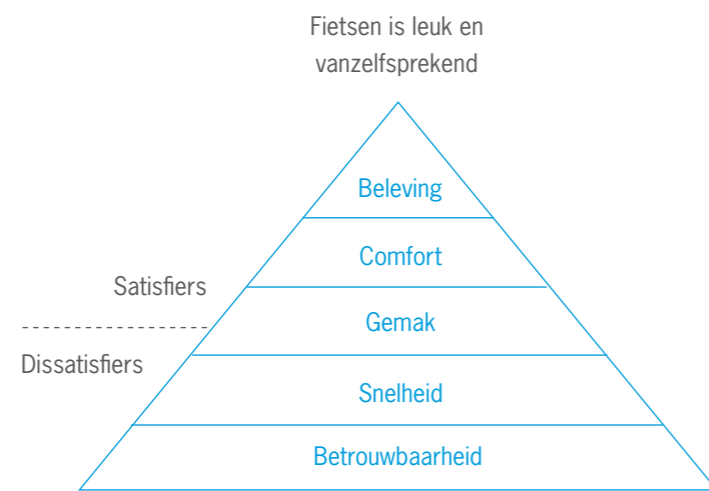 Fietsen is leuk en
vanzelfsprekend
Beleving
Comfort
Satisfiers
Gemak
Dissatisfiers
Snelheid
Betrouwbaarheid